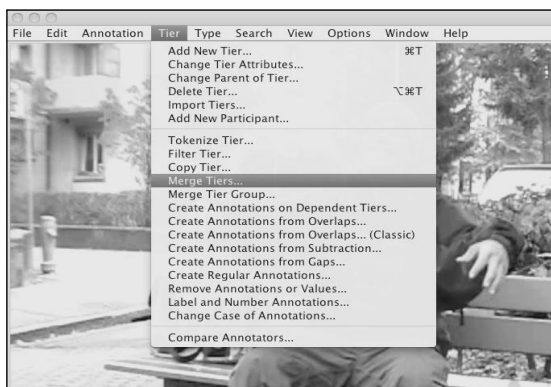 File Edit Annotation Tier Type Search View Options Window Help
Add New Tier... ⌘T
Change Tier Attributes...
Change Parent of Tier...
Delete Tier... ⌥⌘T
Import Tiers...
Add New Participant...
Tokenize Tier...
Filter Tier...
Copy Tier...
Merge Tiers...
Merge Tier Group...
Create Annotations on Dependent Tiers...
Create Annotations from Overlaps...
Create Annotations from Overlaps... (Classic)
Create Annotations from Subtraction...
Create Annotations from Gaps...
Create Regular Annotations...
Remove Annotations or Values...
Label and Number Annotations...
Change Case of Annotations...
Compare Annotators...